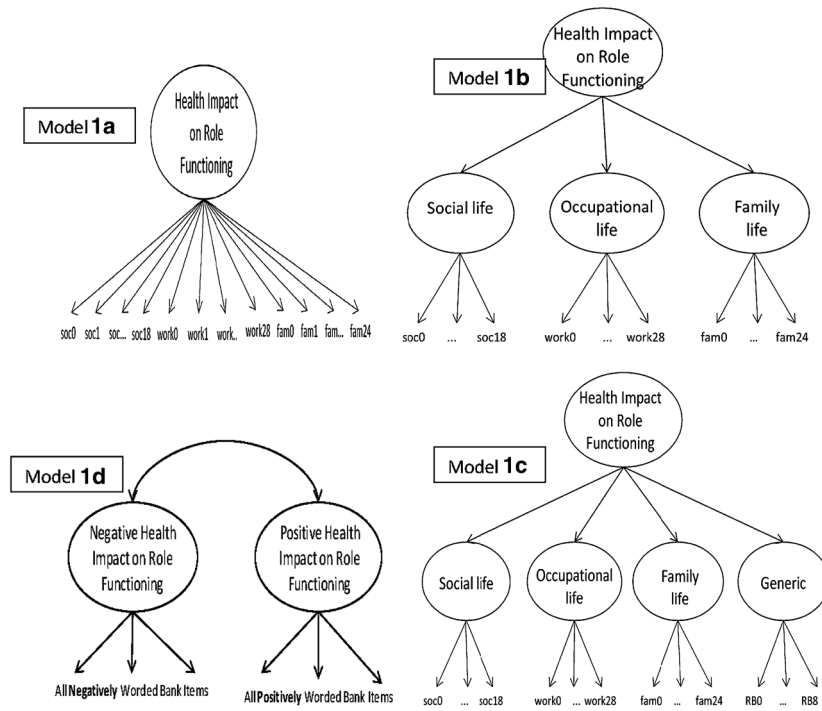 Model 1a
Health Impact
on Role
Functioning
soc0 soc1 soc... soc18 work0 work1 work.. work28 fam0 fam1 fam... fam24
Model 1b
Health Impact
on Role
Functioning
Social life
Occupational
life
Family
life
soc0 ... soc18 work0 ... work28 fam0 ... fam24
Model 1d
Negative Health
Impact on Role
Functioning
Positive Health
Impact on Role
Functioning
All Negatively Worded Bank Items
All Positively Worded Bank Items
Model 1c
Health Impact
on Role
Functioning
Social life
Occupational
life
Family
life
Generic
soc0 ... soc18 work0 ... work28 fam0 ... fam24 RB0 ... RB8